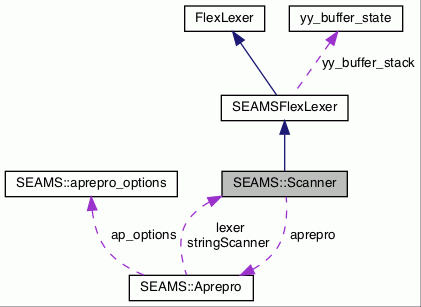 FlexLexer
yy_buffer_state
yy_buffer_stack
SEAMSFlexLexer
SEAMS::aprepro_options
SEAMS::Scanner
ap_options
lexer
stringScanner
aprepro
SEAMS::Aprepro